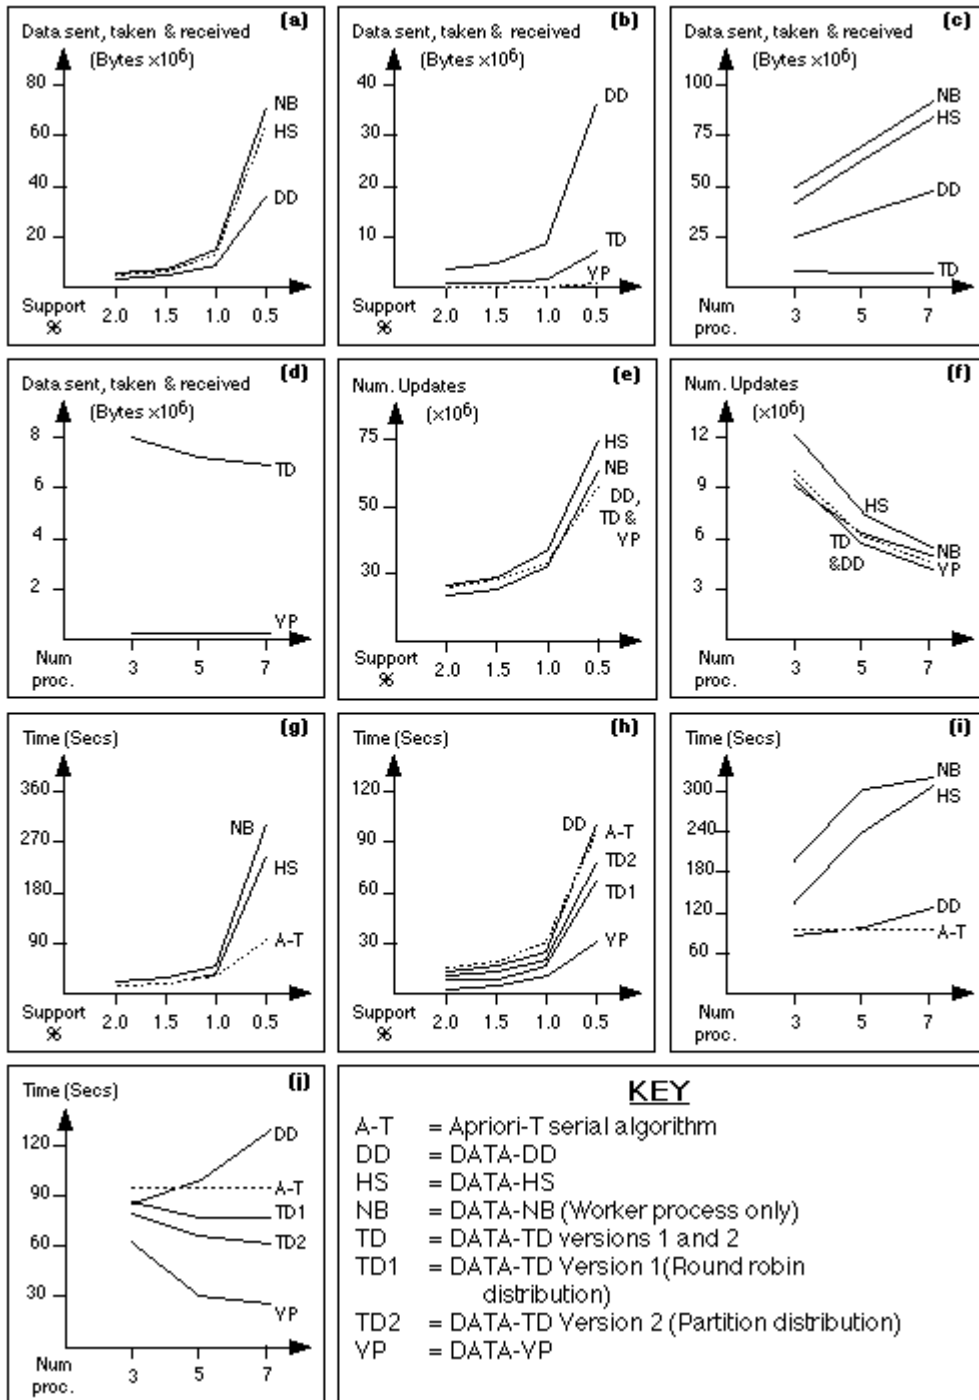 Data sent, taken & received (a)
(Bytes x10⁶)
80
60
40
20
NB
HS
DD
Support % 2.0 1.5 1.0 0.5
Data sent, taken & received (b)
(Bytes x10⁶)
40
30
20
10
DD
TD
VP
Support % 2.0 1.5 1.0 0.5
Data sent, taken & received (c)
(Bytes x10⁶)
100
75
50
25
NB
HS
DD
TD
Num proc. 3 5 7
Data sent, taken & received (d)
(Bytes x10⁶)
8
6
4
2
TD
VP
Num proc. 3 5 7
Num. Updates (e)
(x10⁶)
75
50
30
HS
NB
DD,
TD &
VP
Support % 2.0 1.5 1.0 0.5
Num. Updates (f)
(x10⁶)
12
9
6
3
HS
TD
&DD
NB
VP
Num proc. 3 5 7
Time (Secs) (g)
360
270
180
90
NB
HS
A-T
Support % 2.0 1.5 1.0 0.5
Time (Secs) (h)
120
90
60
30
DD
A-T
TD2
TD1
VP
Support % 2.0 1.5 1.0 0.5
Time (Secs) (i)
300
240
180
120
60
NB
HS
DD
A-T
Num proc. 3 5 7
Time (Secs) (j)
120
90
60
30
DD
A-T
TD1
TD2
VP
Num proc. 3 5 7
KEY
A-T = Apriori-T serial algorithm
DD = DATA-DD
HS = DATA-HS
NB = DATA-NB (Worker process only)
TD = DATA-TD versions 1 and 2
TD1 = DATA-TD Version 1(Round robin
distribution)
TD2 = DATA-TD Version 2 (Partition distribution)
VP = DATA-VP